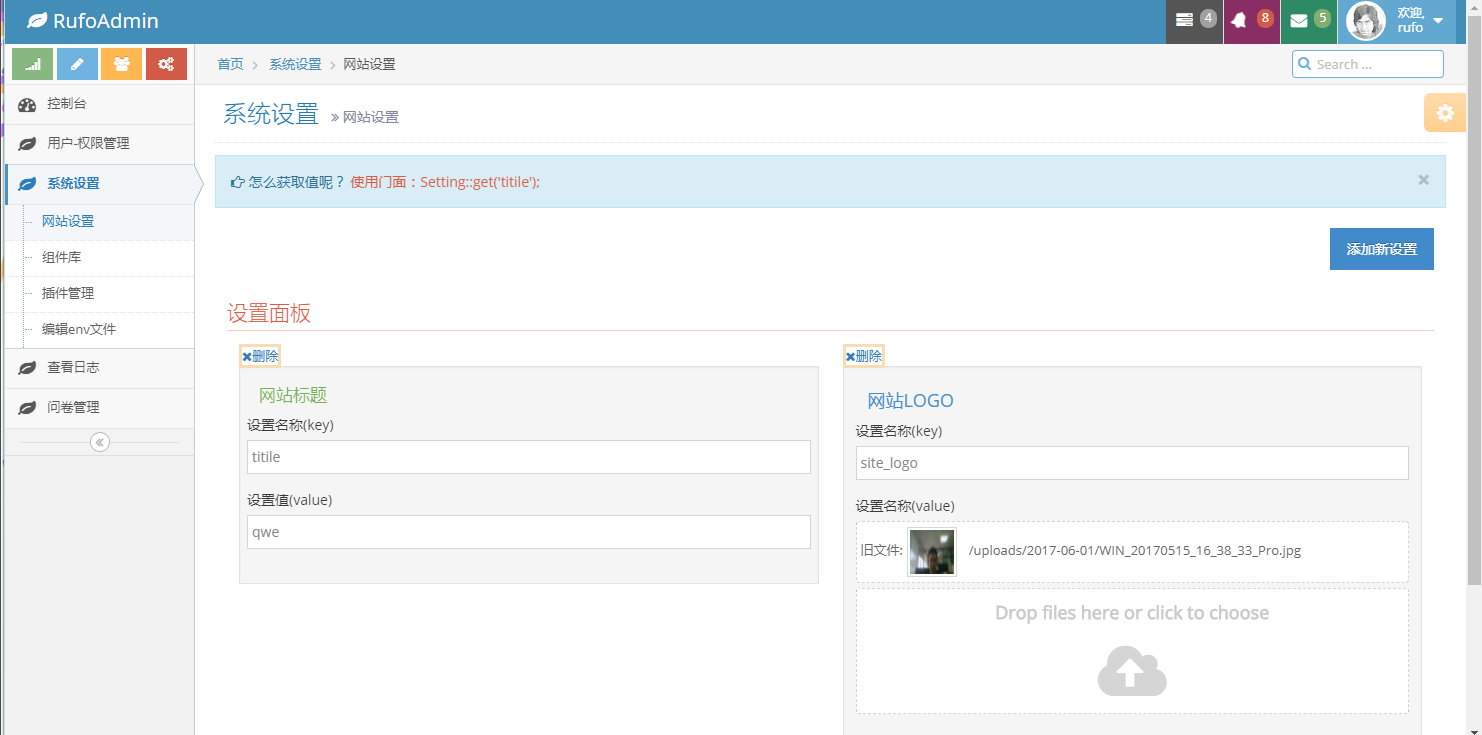 RufoAdmin
4
8
5
欢迎,
rufo
首页
系统设置
网站设置
Search ...
控制台
用户-权限管理
系统设置
网站设置
组件库
插件管理
编辑env文件
查看日志
问卷管理
系统设置 » 网站设置
怎么获取值呢？ 使用门面：Setting::get('titile');
添加新设置
设置面板
删除
网站标题
设置名称(key)
titile
设置值(value)
qwe
删除
网站LOGO
设置名称(key)
site_logo
设置名称(value)
旧文件: /uploads/2017-06-01/WIN_20170515_16_38_33_Pro.jpg
Drop files here or click to choose